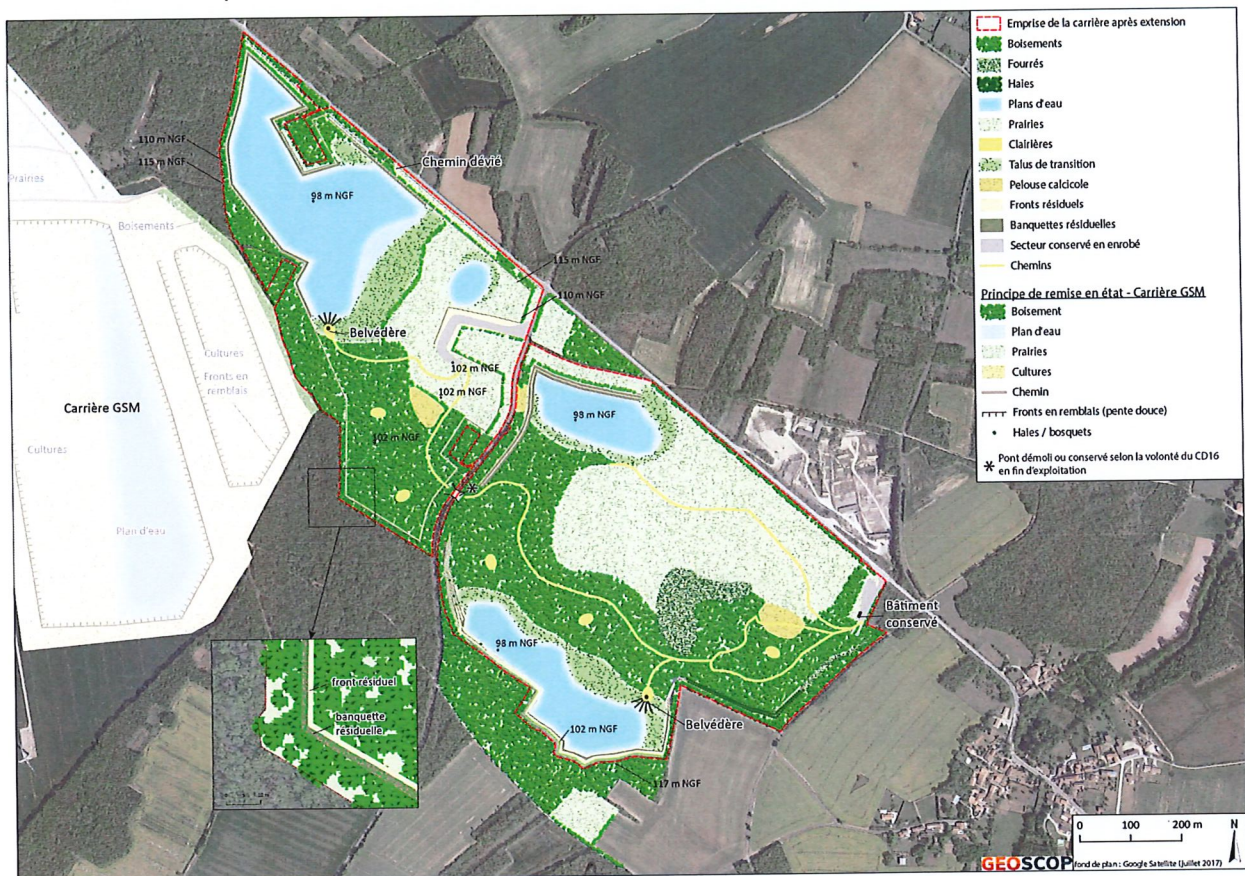 Emprise de la carrière après extension
Boisements
Fourrés
Haies
Plans d'eau
Prairies
Clairières
Talus de transition
Pelouse calcicole
Fronts résiduels
Banquettes résiduelles
Secteur conservé en enrobé
Chemins
Principe de remise en état - Carrière GSM
Boisement
Plan d'eau
Prairies
Cultures
Chemin
Fronts en remblais (pente douce)
Haies / bosquets
Pont démoli ou conservé selon la volonté du CD16
en fin d'exploitation
110 m NGF
115 m NGF
Chemin dévié
Prairies
98 m NGF
Boisements
115 m NGF
110 m NGF
Belvédère
Cultures
Fronts en
remblais
102 m NGF
102 m NGF
Carrière GSM
98 m NGF
102 m NGF
Cultures
Plan d'eau
Bâtiment
conservé
98 m NGF
front résiduel
banquette
résiduelle
Belvédère
102 m NGF
117 m NGF
0 100 200 m N
GEOSCOP
fond de plan : Google Satellite (Juillet 2017)